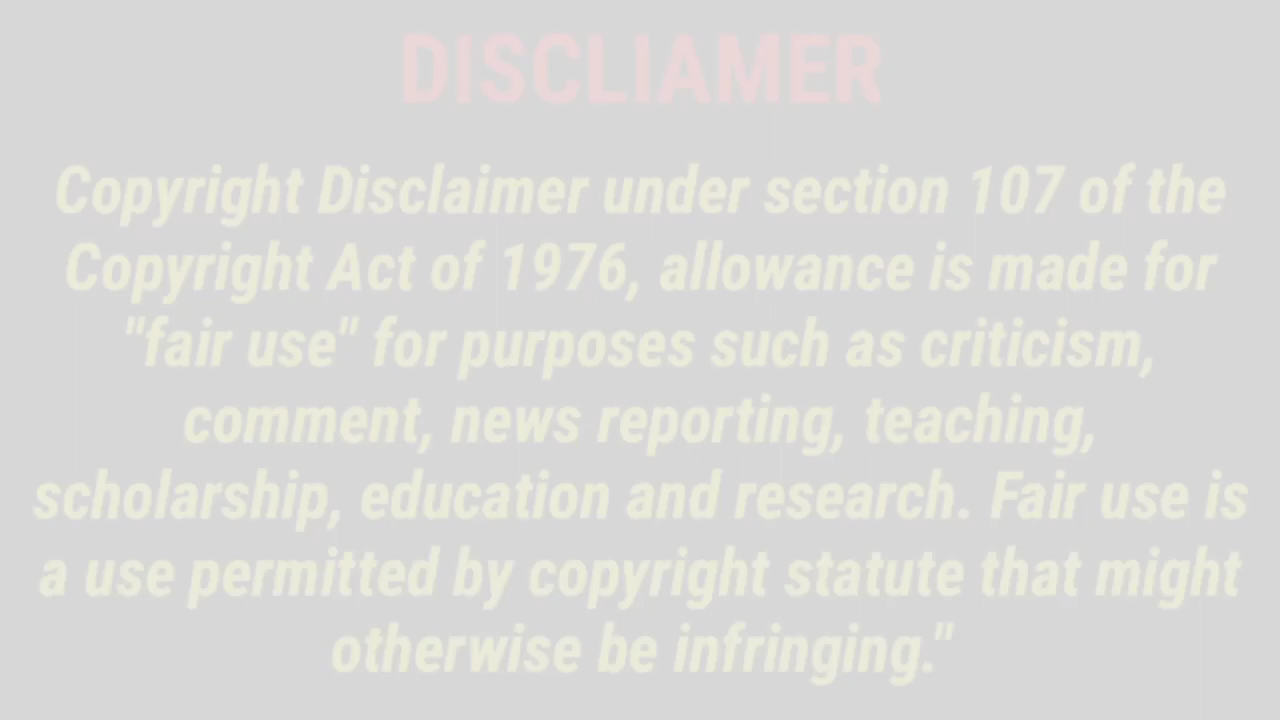 DISCLIAMER
Copyright Disclaimer under section 107 of the
Copyright Act of 1976, allowance is made for
"fair use" for purposes such as criticism,
comment, news reporting, teaching,
scholarship, education and research. Fair use is
a use permitted by copyright statute that might
otherwise be infringing."